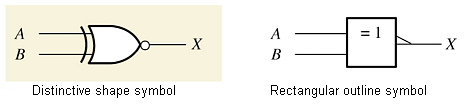 A
B
X
Distinctive shape symbol
A
B
= 1
X
Rectangular outline symbol